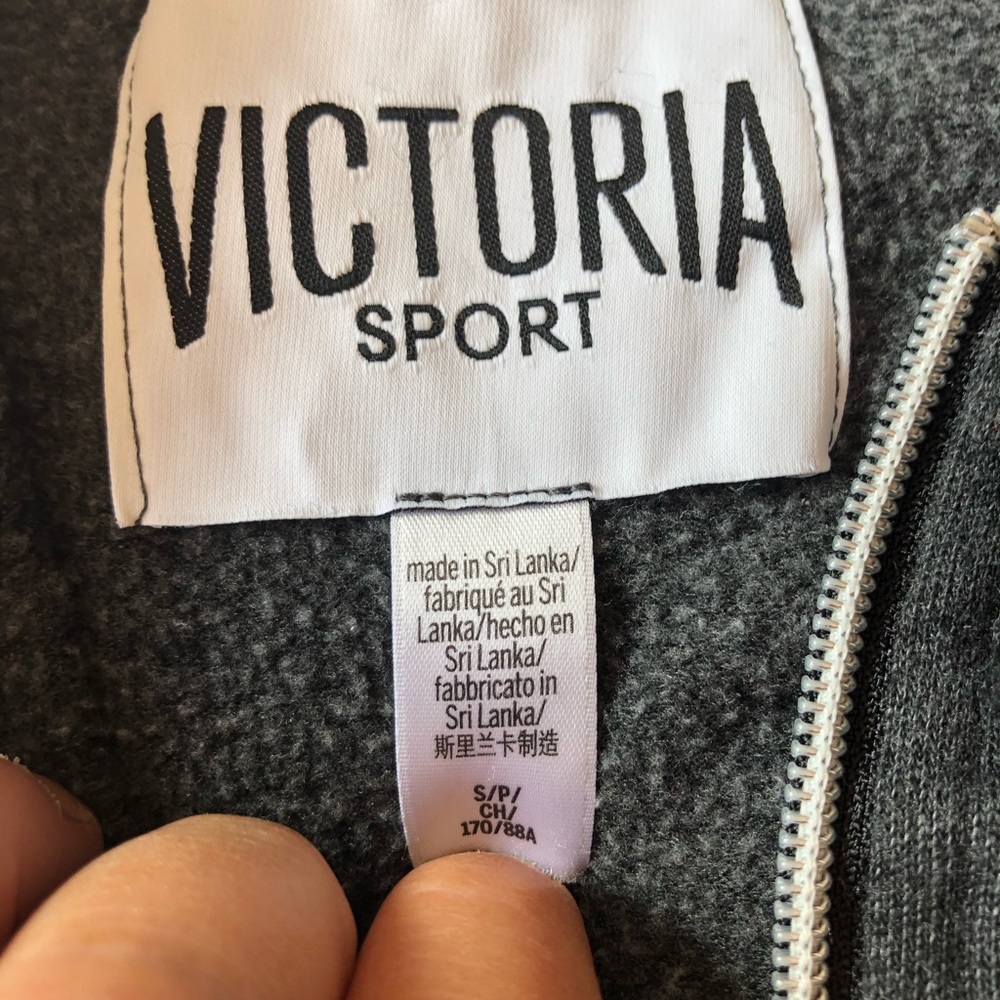 VICTORIA
SPORT
made in Sri Lanka/
fabriqué au Sri
Lanka/hecho en
Sri Lanka/
fabbricato in
Sri Lanka/
斯里兰卡制造
S/P/
CH/
170/88A